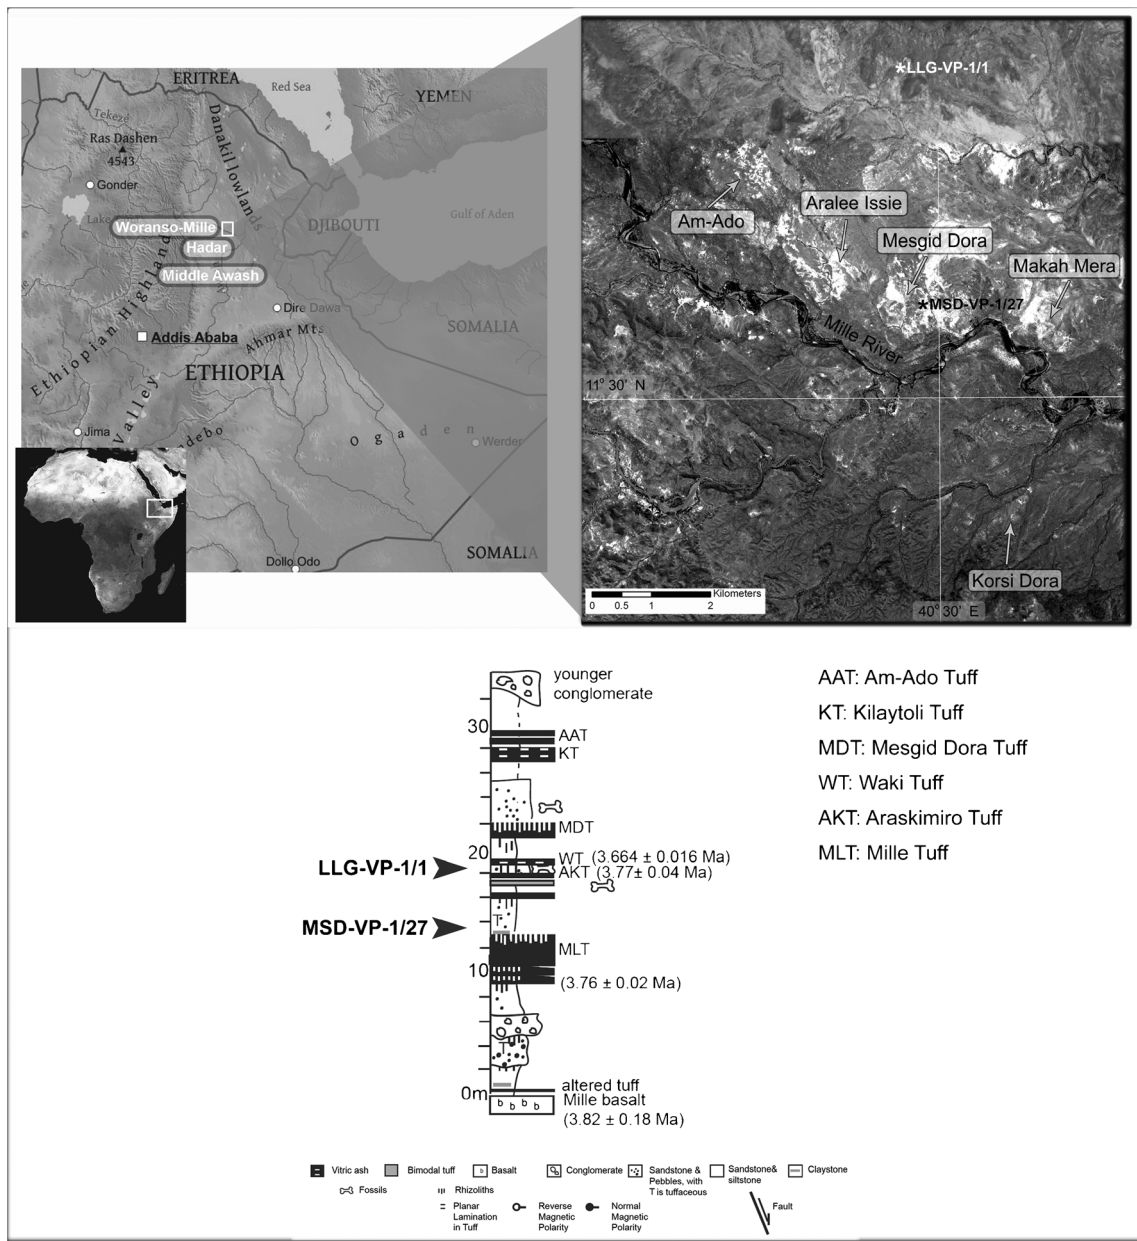 ERITREA
Red Sea
YEMEN
Tekezé
Ras Dashen
4543
Danakil lowlands
Gonder
Woranso-Mille
Hadar
Middle Awash
DJIBOUTI
Gulf of Aden
Dire Dawa
Addis Ababa
Ahmar Mts
SOMALIA
Ethiopian Highland
ETHIOPIA
Valley
Jima
ndebo
Ogaden
Werder
SOMALIA
Dollo Odo
*LLG-VP-1/1
Am-Ado
Aralee Issie
Mesgid Dora
Makah Mera
*MSD-VP-1/27
Mille River
11° 30' N
Korsi Dora
Kilometers
0 0.5 1 2
40° 30' E
younger
conglomerate
30
AAT
KT
MDT
20
WT (3.664 ± 0.016 Ma)
LLG-VP-1/1
AKT (3.77± 0.04 Ma)
T
MSD-VP-1/27
MLT
10
(3.76 ± 0.02 Ma)
T
altered tuff
0m
Mille basalt
b b b b
(3.82 ± 0.18 Ma)
AAT: Am-Ado Tuff
KT: Kilaytoli Tuff
MDT: Mesgid Dora Tuff
WT: Waki Tuff
AKT: Araskimiro Tuff
MLT: Mille Tuff
Vitric ash
Bimodal tuff
b
Basalt
Conglomerate
Sandstone &
Pebbles, with
T is tuffaceous
Sandstone&
siltstone
Claystone
Fossils
Rhizoliths
Planar
Lamination
in Tuff
Reverse
Magnetic
Polarity
Normal
Magnetic
Polarity
Fault